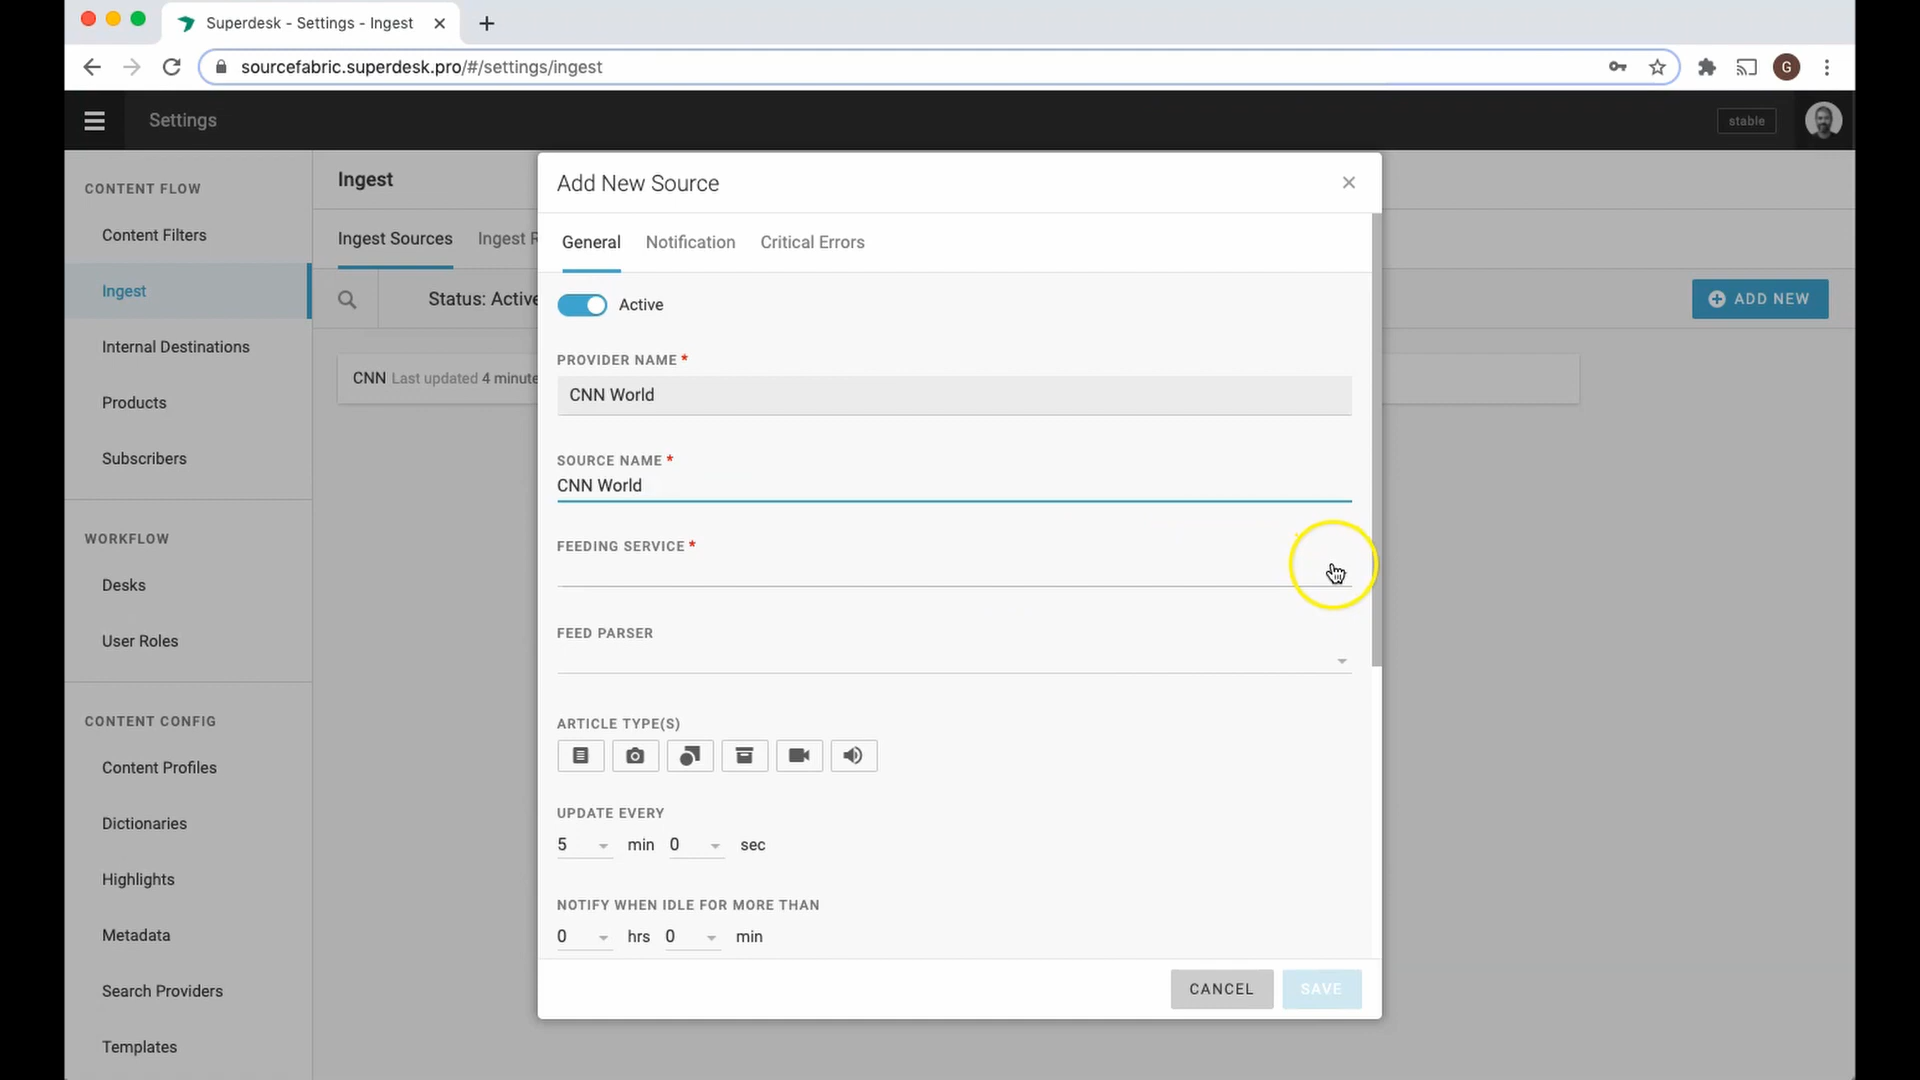 Superdesk - Settings - Ingest
sourcefabric.superdesk.pro/#/settings/ingest
G
Settings
stable
CONTENT FLOW
Content Filters
Ingest
Internal Destinations
Products
Subscribers
WORKFLOW
Desks
User Roles
CONTENT CONFIG
Content Profiles
Dictionaries
Highlights
Metadata
Search Providers
Templates
Ingest
Ingest Sources Ingest R
Status: Active
ADD NEW
CNN Last updated 4 minute
Add New Source
General Notification Critical Errors
Active
PROVIDER NAME *
CNN World
SOURCE NAME *
CNN World
FEEDING SERVICE *
FEED PARSER
ARTICLE TYPE(S)
UPDATE EVERY
5 min 0 sec
NOTIFY WHEN IDLE FOR MORE THAN
0 hrs 0 min
CANCEL SAVE